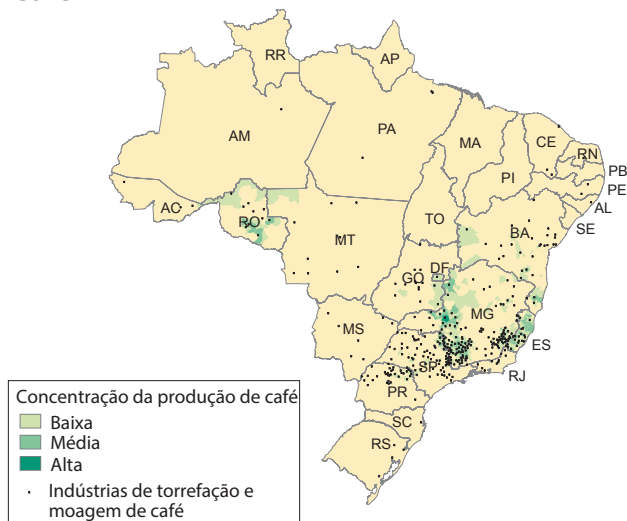 RR
AP
AM
PA
MA
CE
RN
PB
PE
AL
SE
PI
AC
RO
TO
BA
MT
DF
GO
MG
MS
ES
SP
RJ
PR
SC
RS
Concentração da produção de café
Baixa
Média
Alta
Indústrias de torrefação e
moagem de café